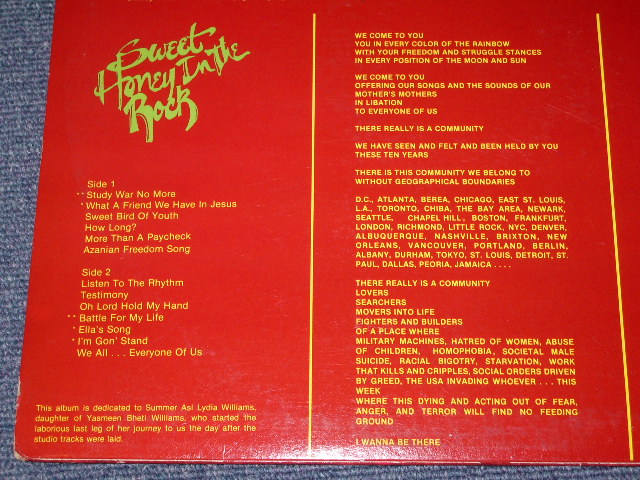 Sweet
Honey In The
Rock
Side 1
** Study War No More
* What A Friend We Have In Jesus
Sweet Bird Of Youth
How Long?
More Than A Paycheck
Azanian Freedom Song
Side 2
Listen To The Rhythm
Testimony
Oh Lord Hold My Hand
** Battle For My Life
* Ella's Song
* I'm Gon' Stand
We All . . . Everyone Of Us
This album is dedicated to Summer Asl Lydia Williams,
daughter of Yasmeen Bheti Williams, who started the
laborious last leg of her journey to us the day after the
studio tracks were laid.
WE COME TO YOU
YOU IN EVERY COLOR OF THE RAINBOW
WITH YOUR FREEDOM AND STRUGGLE STANCES
IN EVERY POSITION OF THE MOON AND SUN
WE COME TO YOU
OFFERING OUR SONGS AND THE SOUNDS OF OUR
MOTHER'S MOTHERS
IN LIBATION
TO EVERYONE OF US
THERE REALLY IS A COMMUNITY
WE HAVE SEEN AND FELT AND BEEN HELD BY YOU
THESE TEN YEARS
THERE IS THIS COMMUNITY WE BELONG TO
WITHOUT GEOGRAPHICAL BOUNDARIES
D.C., ATLANTA, BEREA, CHICAGO, EAST ST. LOUIS,
L.A., TORONTO, CHIBA, THE BAY AREA, NEWARK,
SEATTLE, CHAPEL HILL, BOSTON, FRANKFURT,
LONDON, RICHMOND, LITTLE ROCK, NYC, DENVER,
ALBUQUERQUE, NASHVILLE, BRIXTON, NEW
ORLEANS, VANCOUVER, PORTLAND, BERLIN,
ALBANY, DURHAM, TOKYO, ST. LOUIS, DETROIT, ST.
PAUL, DALLAS, PEORIA, JAMAICA . . . .
THERE REALLY IS A COMMUNITY
LOVERS
SEARCHERS
MOVERS INTO LIFE
FIGHTERS AND BUILDERS
OF A PLACE WHERE
MILITARY MACHINES, HATRED OF WOMEN, ABUSE
OF CHILDREN, HOMOPHOBIA, SOCIETAL MALE
SUICIDE, RACIAL BIGOTRY, STARVATION, WORK
THAT KILLS AND CRIPPLES, SOCIAL ORDERS DRIVEN
BY GREED, THE USA INVADING WHOEVER . . . THIS
WEEK
WHERE THIS DYING AND ACTING OUT OF FEAR,
ANGER, AND TERROR WILL FIND NO FEEDING
GROUND
I WANNA BE THERE